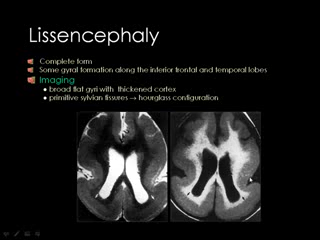 Lissencephaly
Complete form
Some gyral formation along the inferior frontal and temporal lobes
Imaging
• broad flat gyri with thickened cortex
• primitive sylvian fissures → hourglass configuration